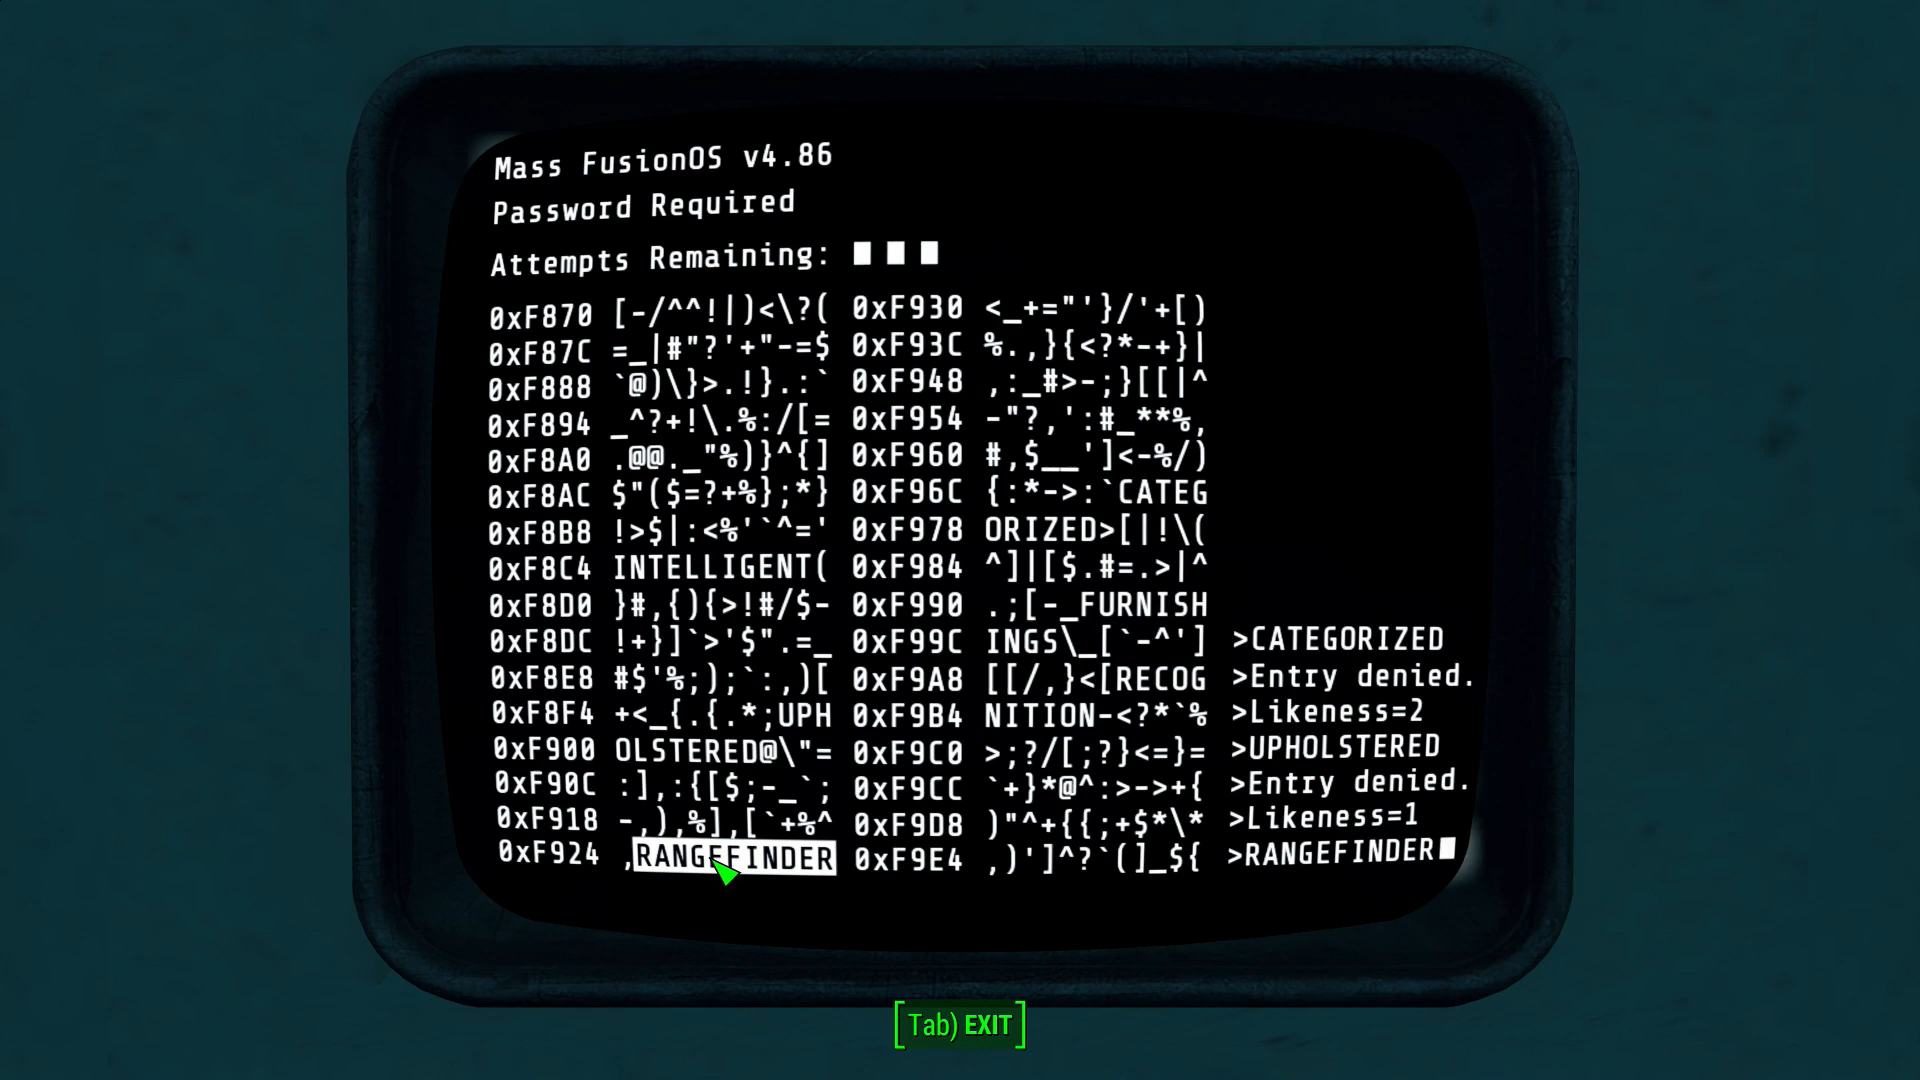 Mass FusionOS v4.86
Password Required
Attempts Remaining: ■ ■ ■
0xF870 [-/^^!|)<\?( 0xF930 <_+="'}/'+[)
0xF87C =_|#"?'+"-=$ 0xF93C %.,}{<?*-+}|
0xF888 `@)\}>.!}.:` 0xF948 ,:_#>-;}[[|^
0xF894 _^?+!\.%:/[= 0xF954 -"?,':#_**%,
0xF8A0 .@@._"%)}^{] 0xF960 #,$__']<-%/)
0xF8AC $"($=?+%};*} 0xF96C {:*->:`CATEG
0xF8B8 !>$|:<%'`^=' 0xF978 ORIZED>[|!\(
0xF8C4 INTELLIGENT( 0xF984 ^]|[$.#=.>|^
0xF8D0 }#,{){>!#/$- 0xF990 .;[-_FURNISH
0xF8DC !+}]`>'$".=_ 0xF99C INGS\_[`-^'] >CATEGORIZED
0xF8E8 #$'%;);`:,)[ 0xF9A8 [[/,}<[RECOG >Entry denied.
0xF8F4 +<_{.{.*;UPH 0xF9B4 NITION-<?*`% >Likeness=2
0xF900 OLSTERED@\"= 0xF9C0 >;?/[;?}<=}= >UPHOLSTERED
0xF90C :],:{[$;-_`; 0xF9CC `+}*@^:>->+{ >Entry denied.
0xF918 -,),%],[`+%^ 0xF9D8 )"^+{{;+$*\* >Likeness=1
0xF924 ,RANGEFINDER 0xF9E4 ,)']^?`(]_${ >RANGEFINDER■
[Tab) EXIT]